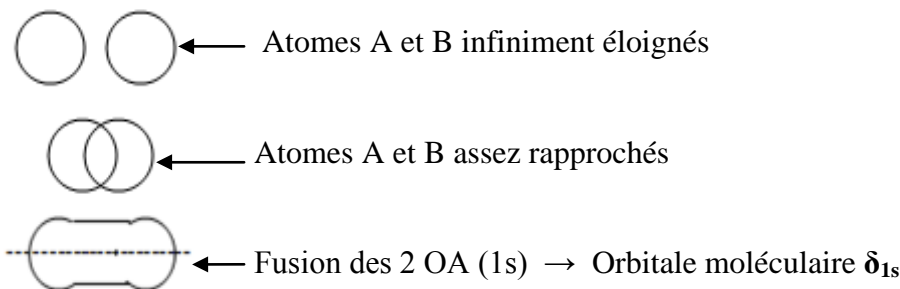 Atomes A et B infiniment éloignés
Atomes A et B assez rapprochés
Fusion des 2 OA (1s) → Orbitale moléculaire δ1s